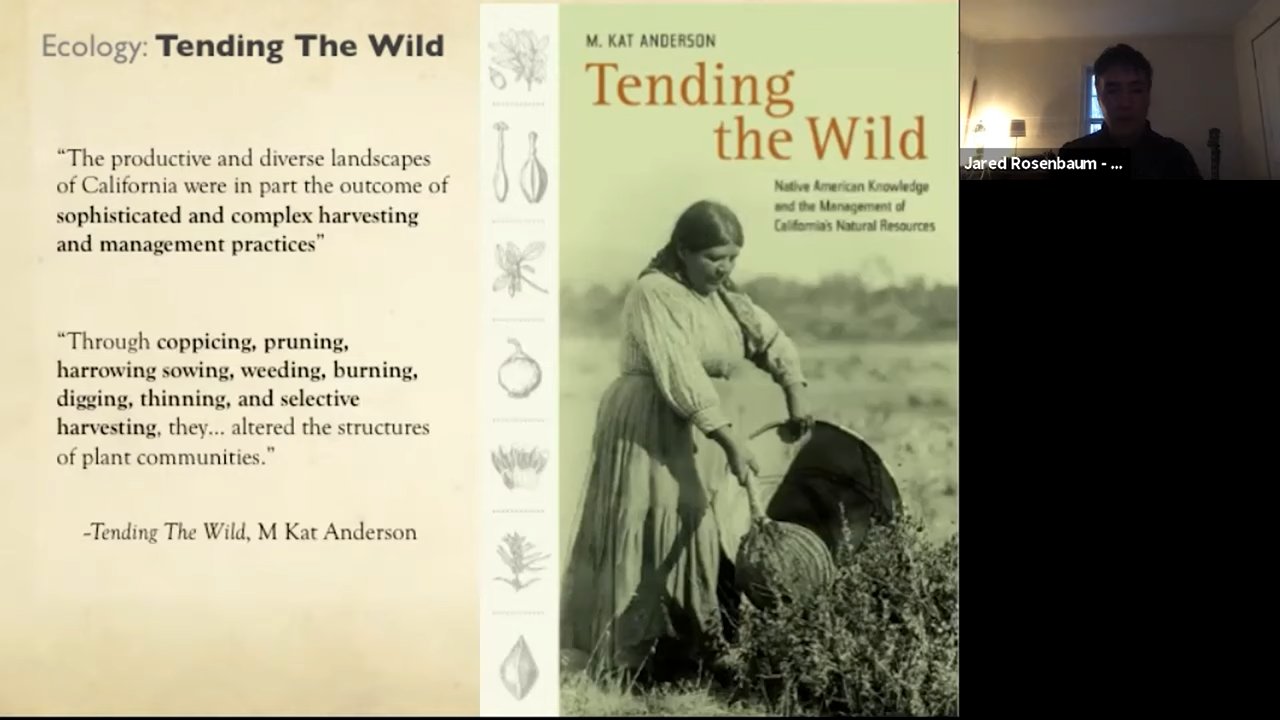 Ecology: Tending The Wild
“The productive and diverse landscapes
of California were in part the outcome of
sophisticated and complex harvesting
and management practices”
“Through coppicing, pruning,
harrowing sowing, weeding, burning,
digging, thinning, and selective
harvesting, they... altered the structures
of plant communities.”
-Tending The Wild, M Kat Anderson
M. KAT ANDERSON
Tending
the Wild
Native American Knowledge
and the Management of
California's Natural Resources
Jared Rosenbaum - ...